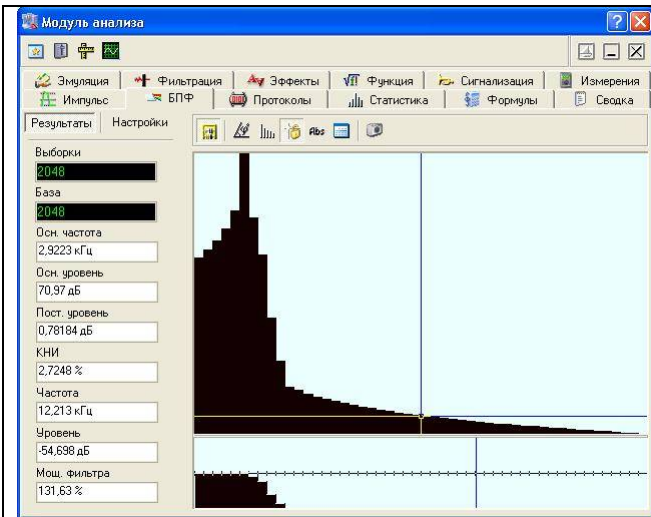 Модуль анализа
Эмуляция Фильтрация Эффекты Функция Сигнализация Измерения
Импульс БПФ Протоколы Статистика Формулы Сводка
Результаты Настройки
Abs
Выборки
2048
База
2048
Осн. частота
2,9223 кГц
Осн. уровень
70,97 дБ
Пост. уровень
0,78184 дБ
КНИ
2,7248 %
Частота
12,213 кГц
Уровень
-54,698 дБ
Мощ. фильтра
131,63 %